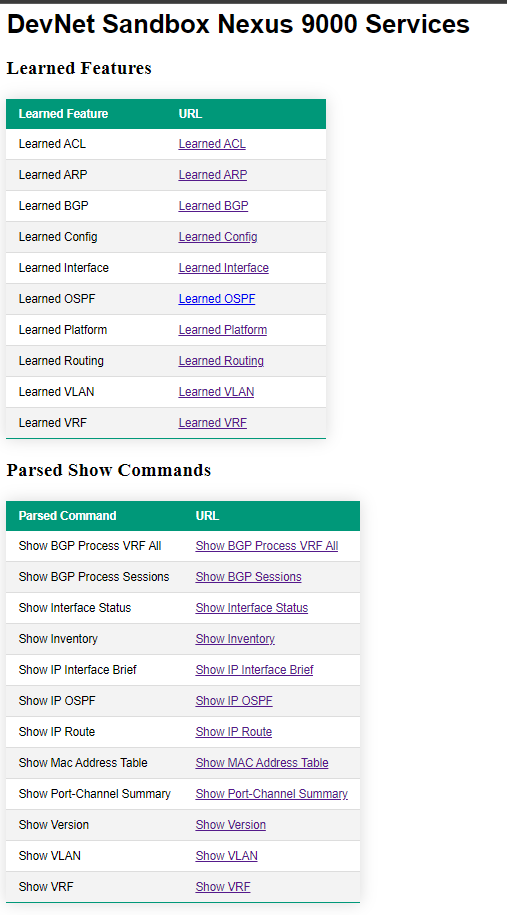 DevNet Sandbox Nexus 9000 Services
Learned Features
Learned Feature URL
Learned ACL Learned ACL
Learned ARP Learned ARP
Learned BGP Learned BGP
Learned Config Learned Config
Learned Interface Learned Interface
Learned OSPF Learned OSPF
Learned Platform Learned Platform
Learned Routing Learned Routing
Learned VLAN Learned VLAN
Learned VRF Learned VRF
Parsed Show Commands
Parsed Command URL
Show BGP Process VRF All Show BGP Process VRF All
Show BGP Process Sessions Show BGP Sessions
Show Interface Status Show Interface Status
Show Inventory Show Inventory
Show IP Interface Brief Show IP Interface Brief
Show IP OSPF Show IP OSPF
Show IP Route Show IP Route
Show Mac Address Table Show MAC Address Table
Show Port-Channel Summary Show Port-Channel Summary
Show Version Show Version
Show VLAN Show VLAN
Show VRF Show VRF